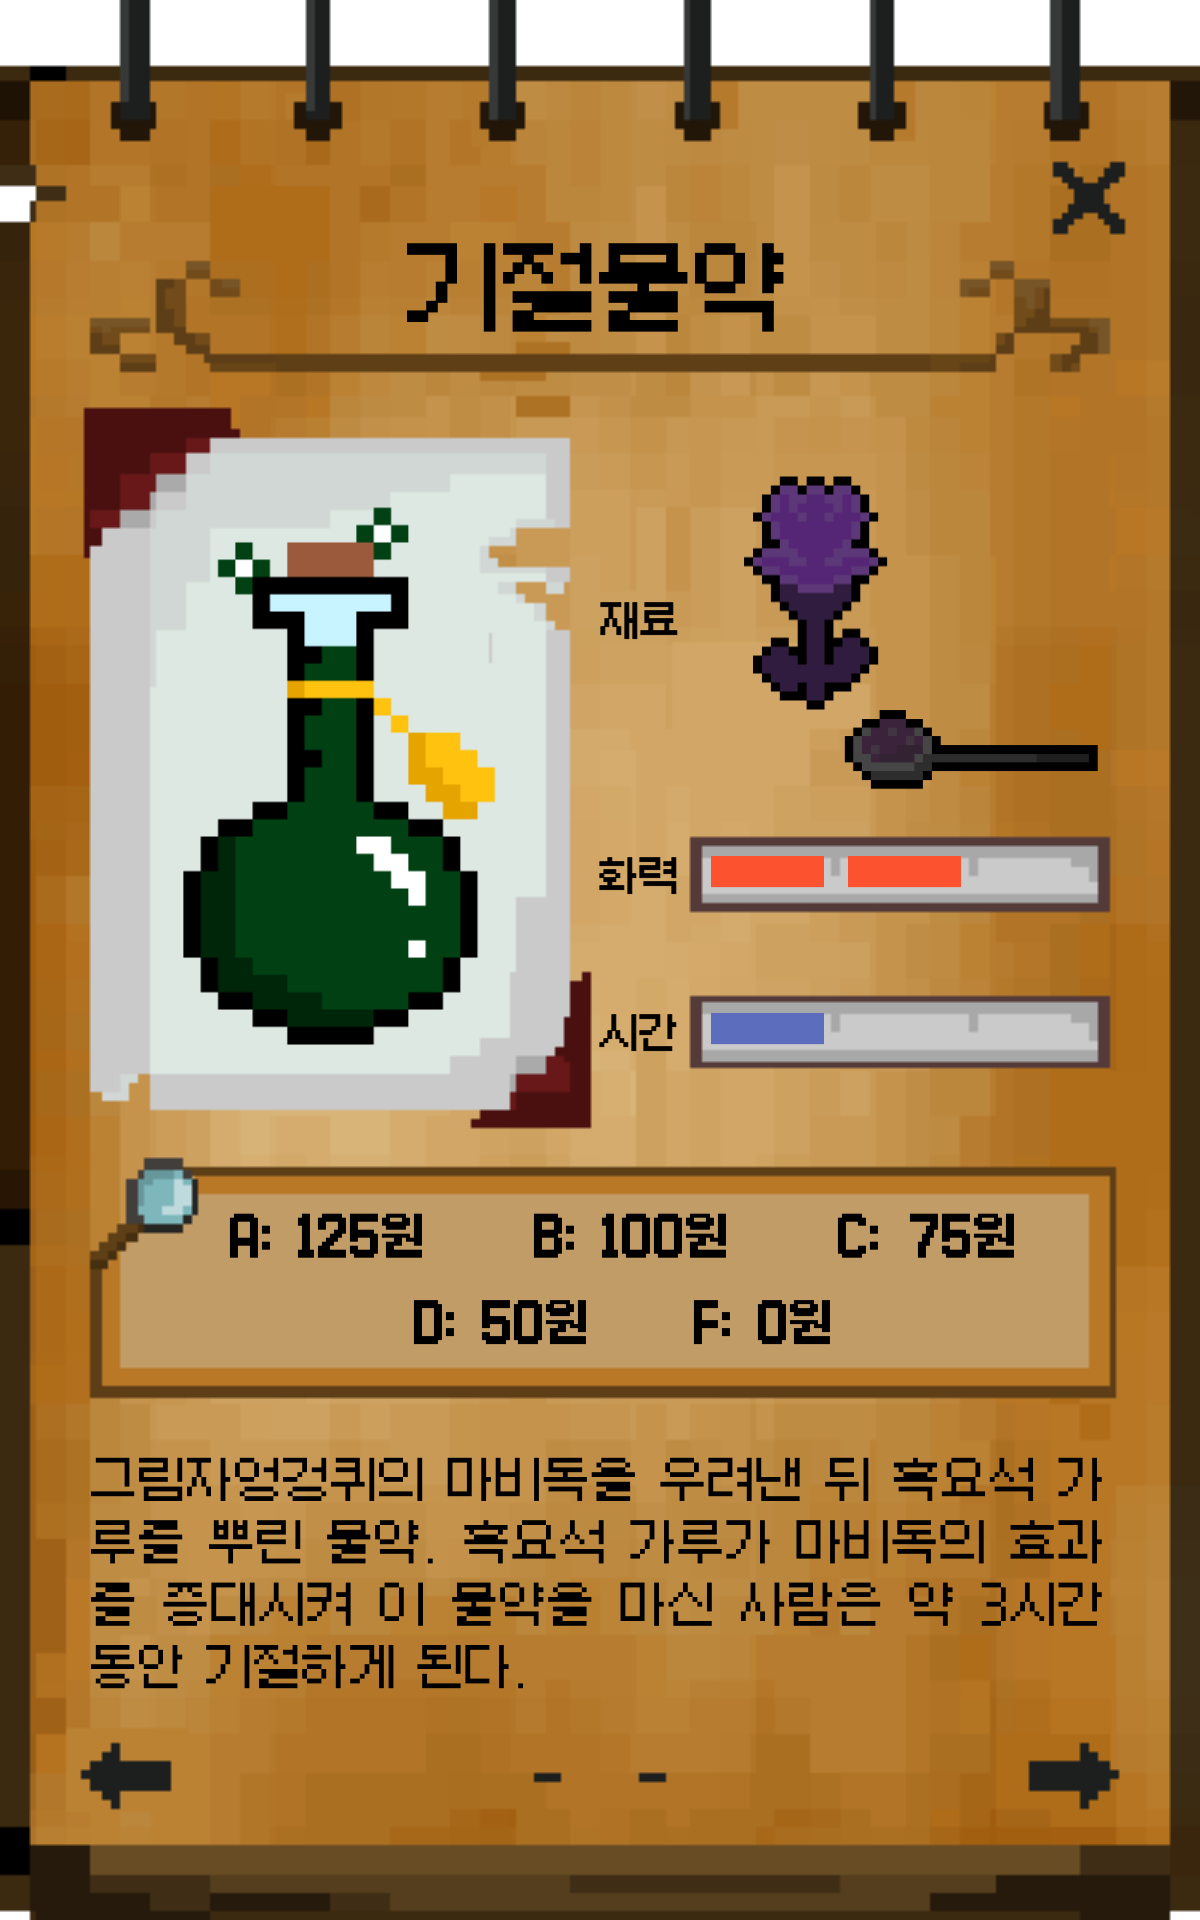 기절물약
재료
화력
시간
A: 125원 B: 100원 C: 75원
D: 50원 F: 0원
그림자엉겅퀴의 마비독을 우려낸 뒤 흑요석 가
루를 뿌린 물약. 흑요석 가루가 마비독의 효과
를 증대시켜 이 물약을 마신 사람은 약 3시간
동안 기절하게 된다.
- -